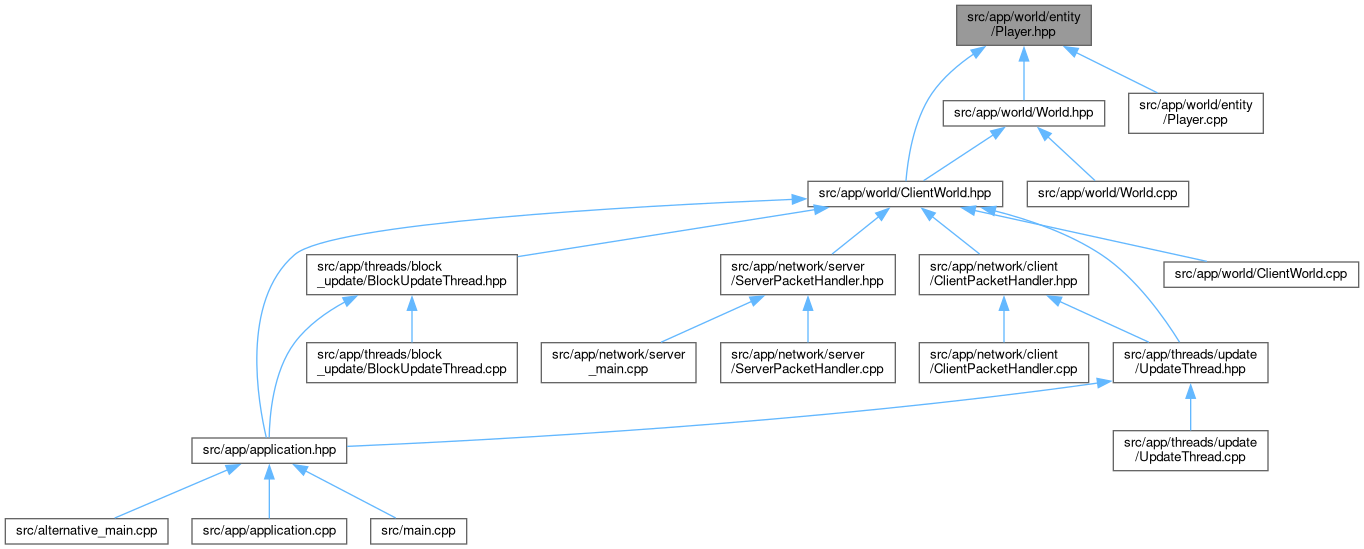 src/app/world/entity
/Player.hpp
src/app/world/World.hpp
src/app/world/entity
/Player.cpp
src/app/world/ClientWorld.hpp
src/app/world/World.cpp
src/app/threads/block
_update/BlockUpdateThread.hpp
src/app/network/server
/ServerPacketHandler.hpp
src/app/network/client
/ClientPacketHandler.hpp
src/app/world/ClientWorld.cpp
src/app/threads/block
_update/BlockUpdateThread.cpp
src/app/network/server
_main.cpp
src/app/network/server
/ServerPacketHandler.cpp
src/app/network/client
/ClientPacketHandler.cpp
src/app/threads/update
/UpdateThread.hpp
src/app/application.hpp
src/app/threads/update
/UpdateThread.cpp
src/alternative_main.cpp
src/app/application.cpp
src/main.cpp